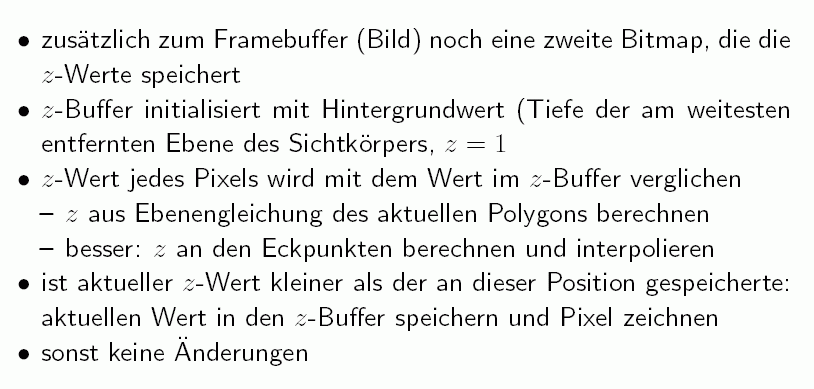 • zusätzlich zum Framebuffer (Bild) noch eine zweite Bitmap, die die
z-Werte speichert
• z-Buffer initialisiert mit Hintergrundwert (Tiefe der am weitesten
entfernten Ebene des Sichtkörpers, z = 1
• z-Wert jedes Pixels wird mit dem Wert im z-Buffer verglichen
– z aus Ebenengleichung des aktuellen Polygons berechnen
– besser: z an den Eckpunkten berechnen und interpolieren
• ist aktueller z-Wert kleiner als der an dieser Position gespeicherte:
aktuellen Wert in den z-Buffer speichern und Pixel zeichnen
• sonst keine Änderungen